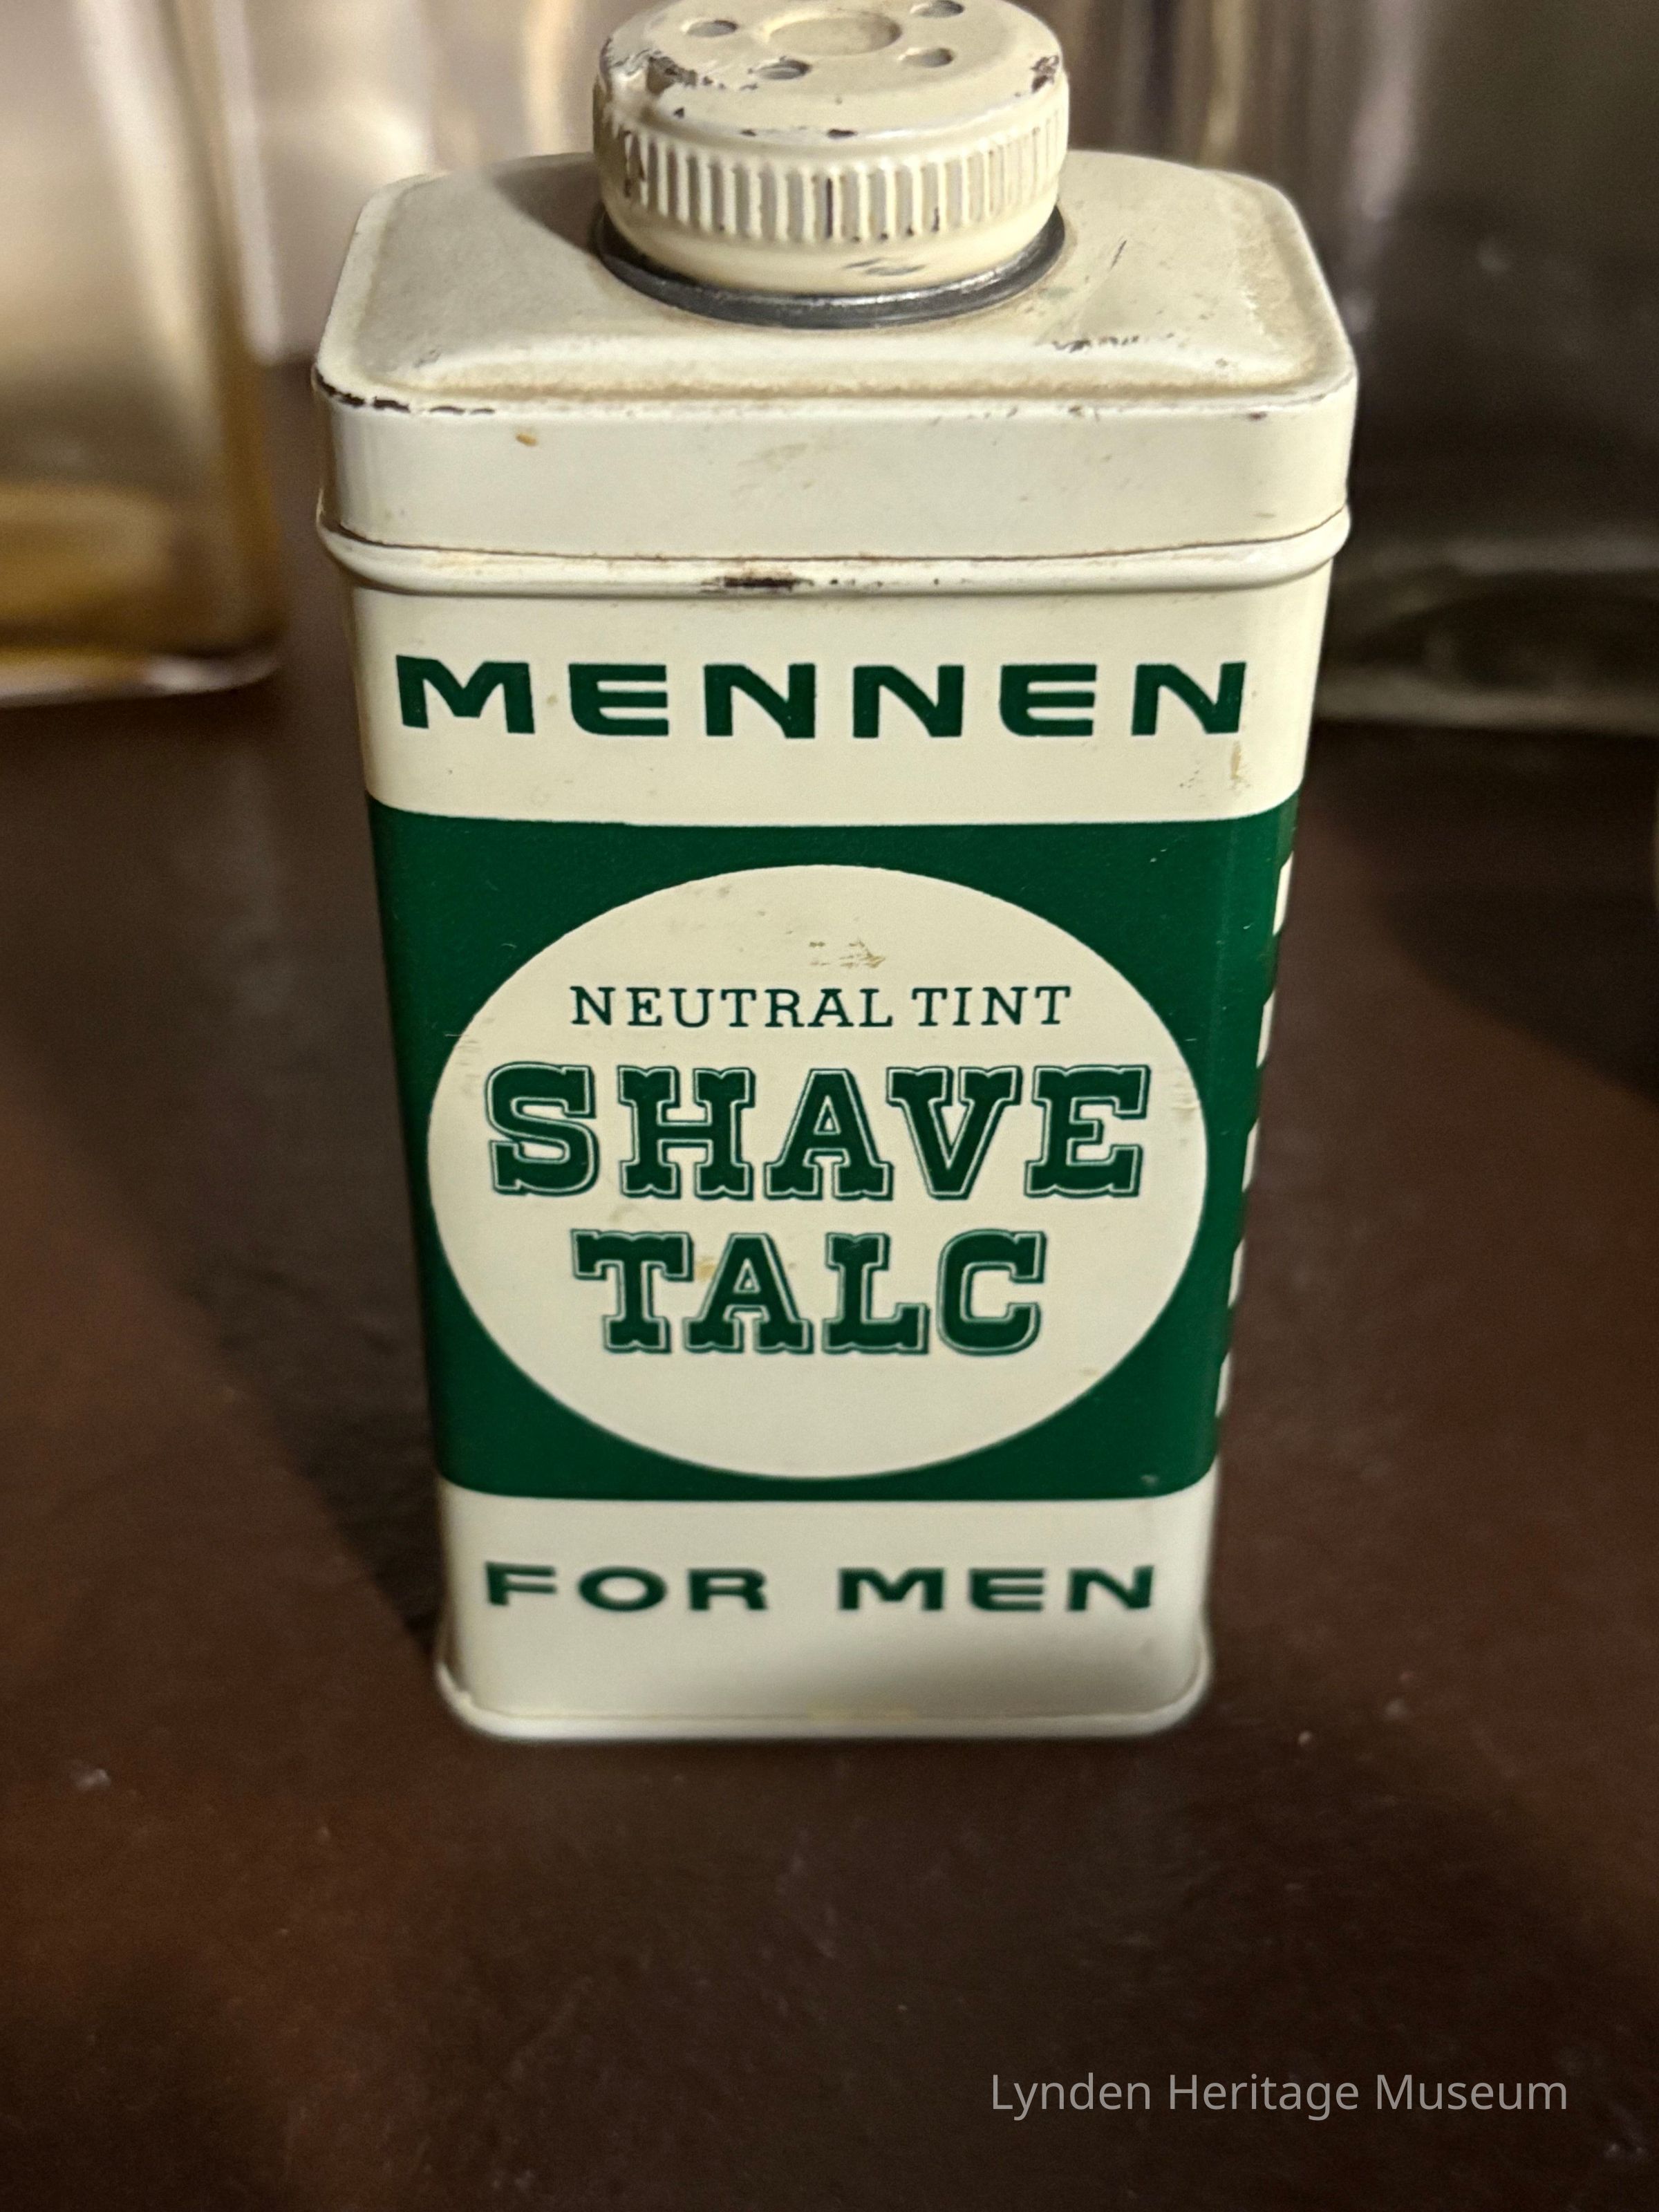 MENNEN
NEUTRAL TINT
SHAVE
TALC
FOR MEN
Lynden Heritage Museum